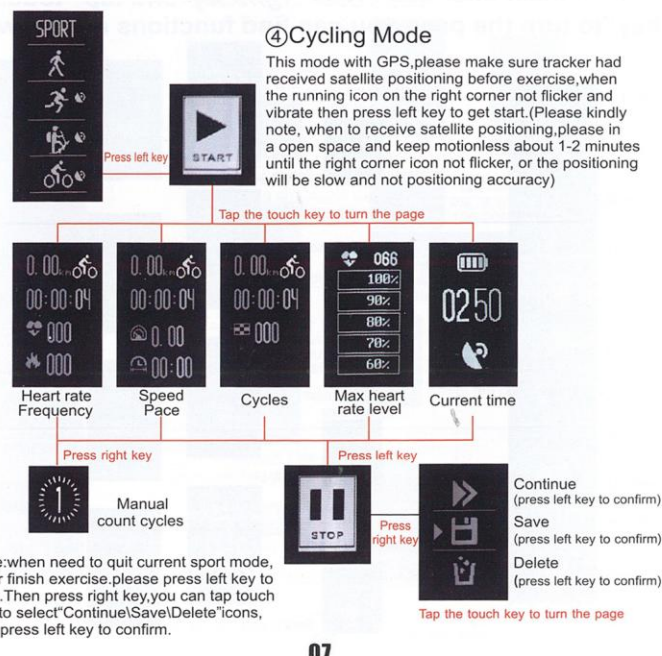 SPORT
④Cycling Mode
This mode with GPS,please make sure tracker had
received satellite positioning before exercise,when
the running icon on the right corner not flicker and
vibrate then press left key to get start.(Please kindly
note, when to receive satellite positioning,please in
a open space and keep motionless about 1-2 minutes
until the right corner icon not flicker, or the positioning
will be slow and not positioning accuracy)
Press left key
START
Tap the touch key to turn the page
0.00km
00:00:04
000
000
Heart rate
Frequency
0.00km
00:00:04
0.00
00:00
Speed
Pace
0.00km
00:00:04
000
Cycles
066
100%
90%
80%
70%
60%
Max heart
rate level
0250
Current time
Press right key
Press left key
1
Manual
count cycles
STOP
Press
right key
Continue
(press left key to confirm)
Save
(press left key to confirm)
Delete
(press left key to confirm)
Tap the touch key to turn the page
e:when need to quit current sport mode,
r finish exercise.please press left key to
.Then press right key,you can tap touch
to select“Continue\Save\Delete”icons,
press left key to confirm.
07